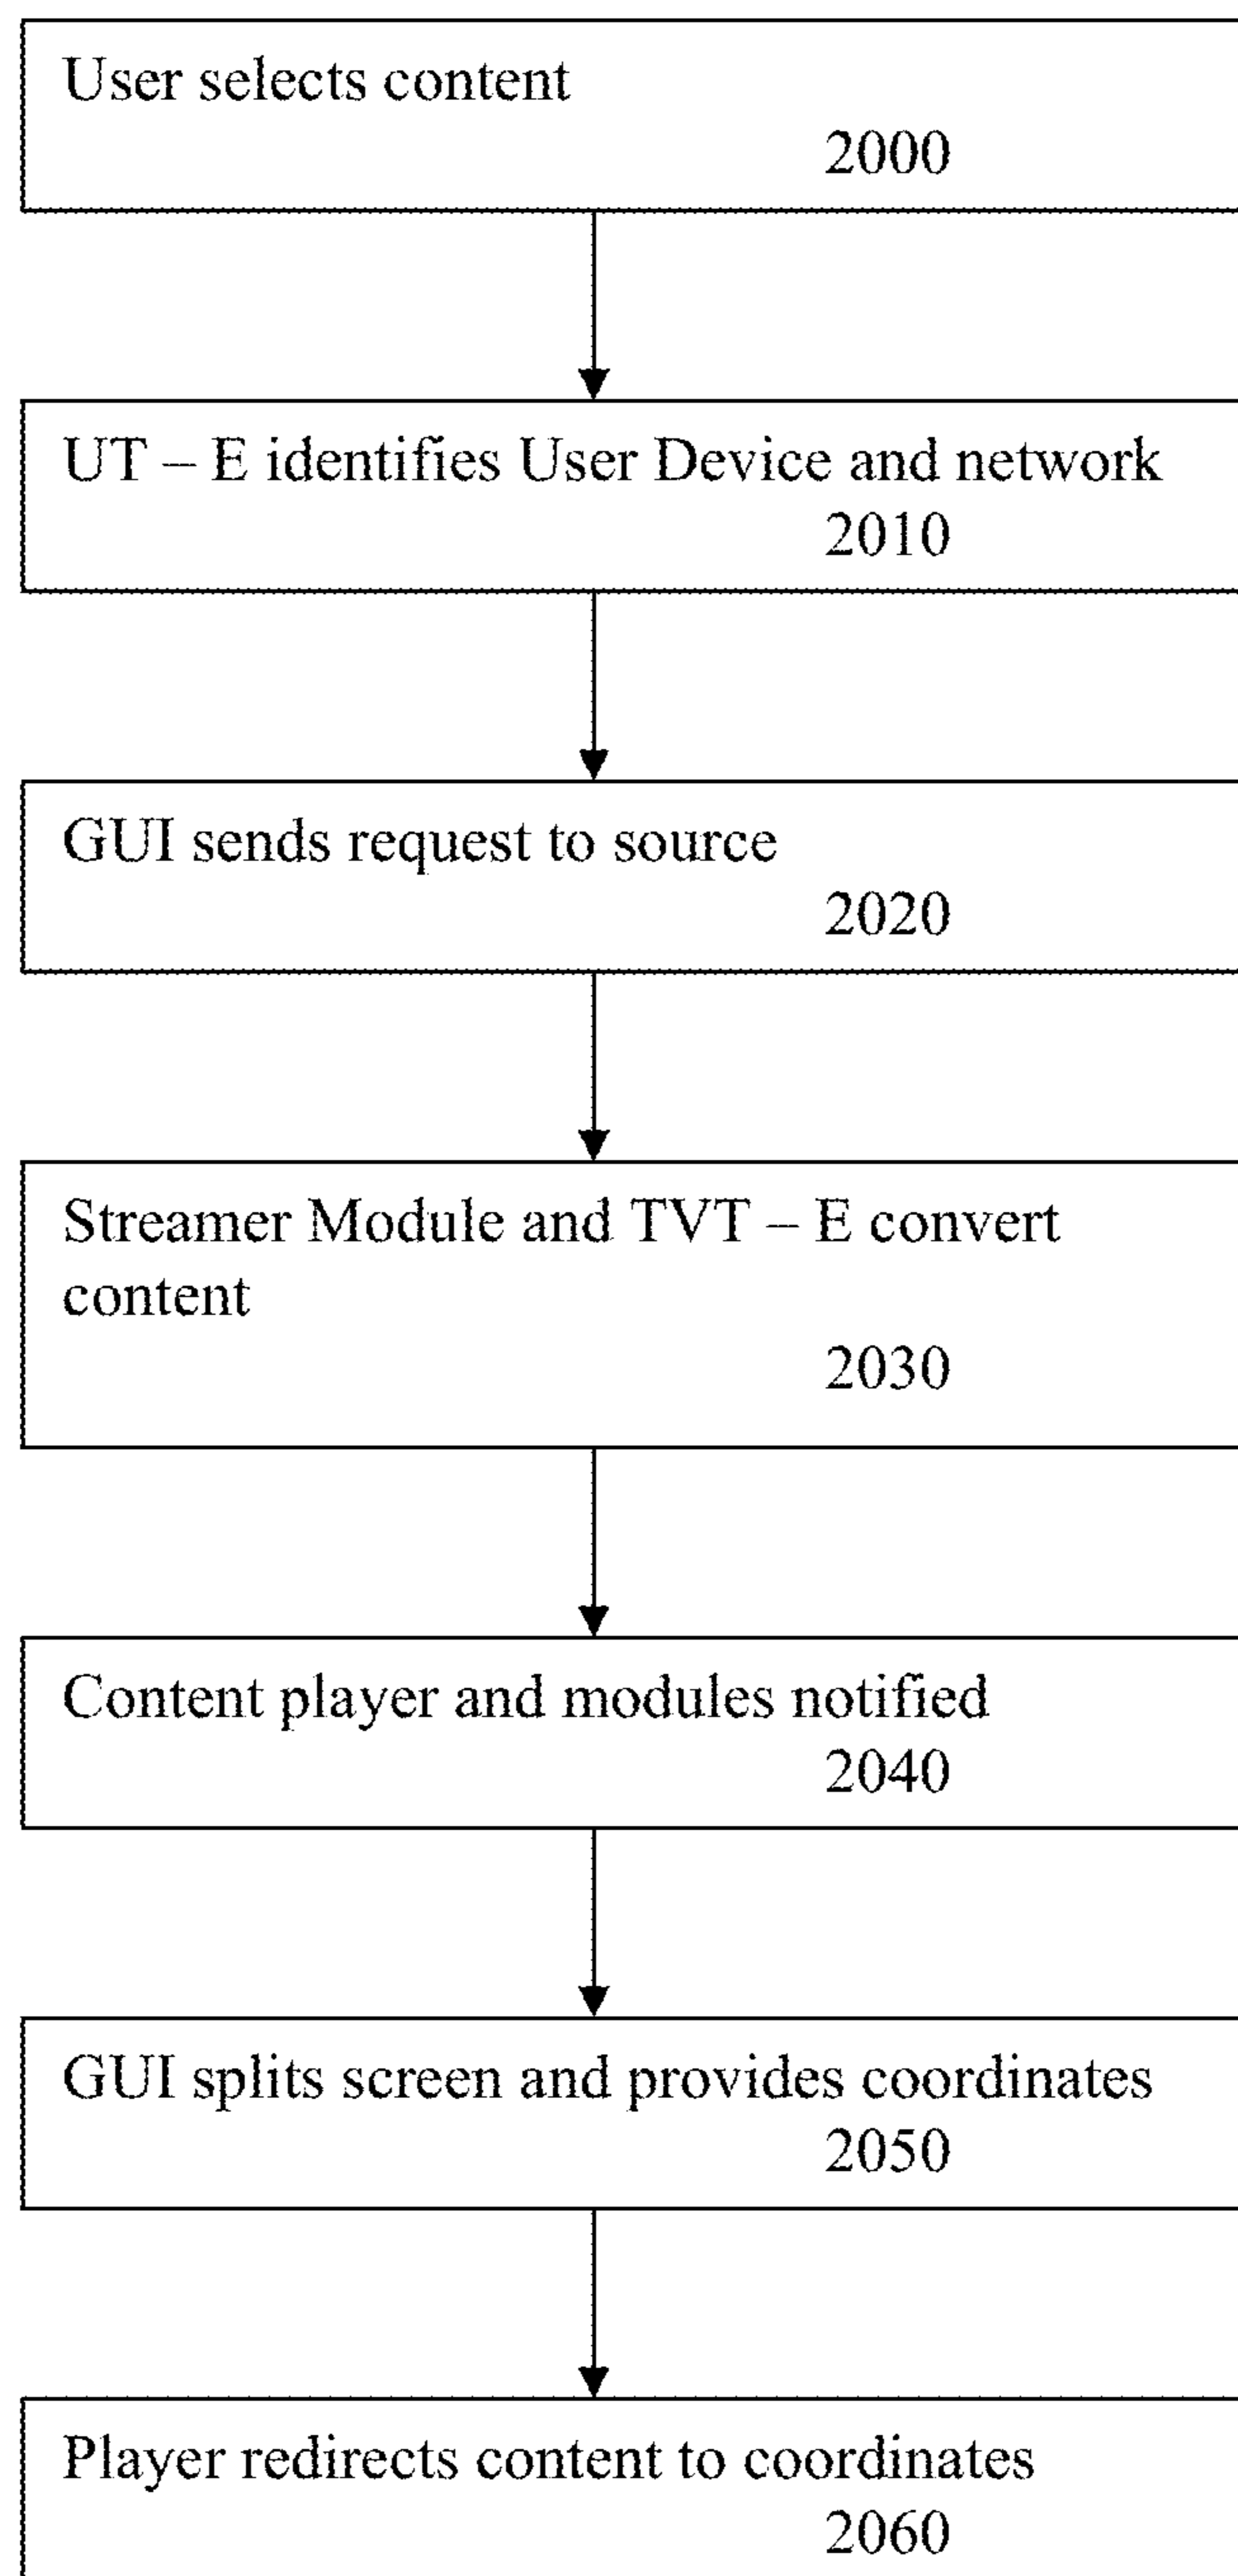 User selects content
2000
UT – E identifies User Device and network
2010
GUI sends request to source
2020
Streamer Module and TVT – E convert
content
2030
Content player and modules notified
2040
GUI splits screen and provides coordinates
2050
Player redirects content to coordinates
2060